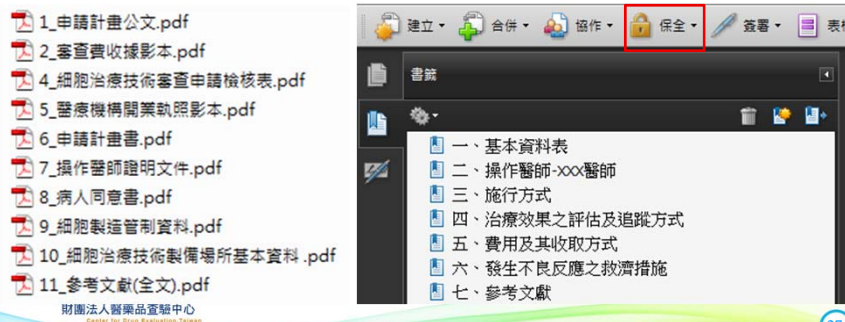 1_申請計畫公文.pdf
2_審查費收據影本.pdf
4_細胞治療技術審查申請檢核表.pdf
5_醫療機構開業執照影本.pdf
6_申請計畫書.pdf
7_操作醫師證明文件.pdf
8_病人同意書.pdf
9_細胞製造管制資料.pdf
10_細胞治療技術製備場所基本資料 .pdf
11_參考文獻(全文).pdf
財團法人醫藥品查驗中心
Center for Drug Evaluation, Taiwan
建立 合併 協作 保全 簽署
書籤
一、基本資料表
二、操作醫師-XXX醫師
三、施行方式
四、治療效果之評估及追蹤方式
五、費用及其收取方式
六、發生不良反應之救濟措施
七、參考文獻